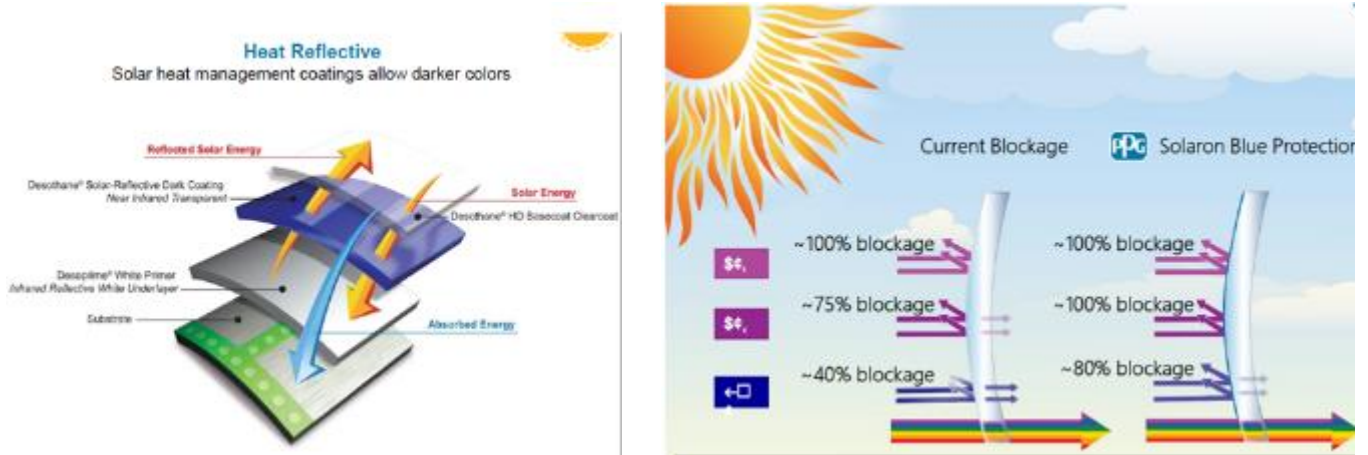 Heat Reflective
Solar heat management coatings allow darker colors
Reflected Solar Energy
Desothane® Solar-Reflective Dark Coating
Near Infrared Transparent
Solar Energy
Desothane® HD Basecoat Clearcoat
Desoprime® White Primer
Infrared Reflective White Underlayer
Substrate
Absorbed Energy
Current Blockage
PPG Solaron Blue Protection
~100% blockage
~100% blockage
$¢,
~75% blockage
~100% blockage
$¢,
~40% blockage
~80% blockage
←□